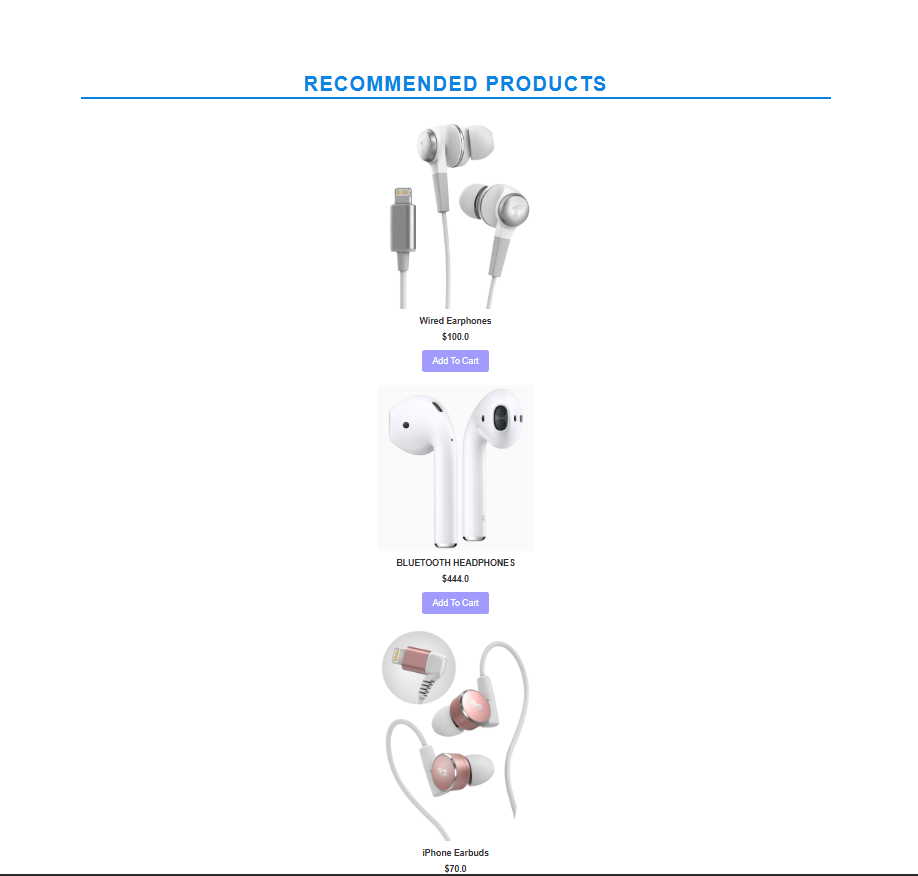 RECOMMENDED PRODUCTS
Wired Earphones
$100.0
Add To Cart
BLUETOOTH HEADPHONES
$444.0
Add To Cart
iPhone Earbuds
$70.0